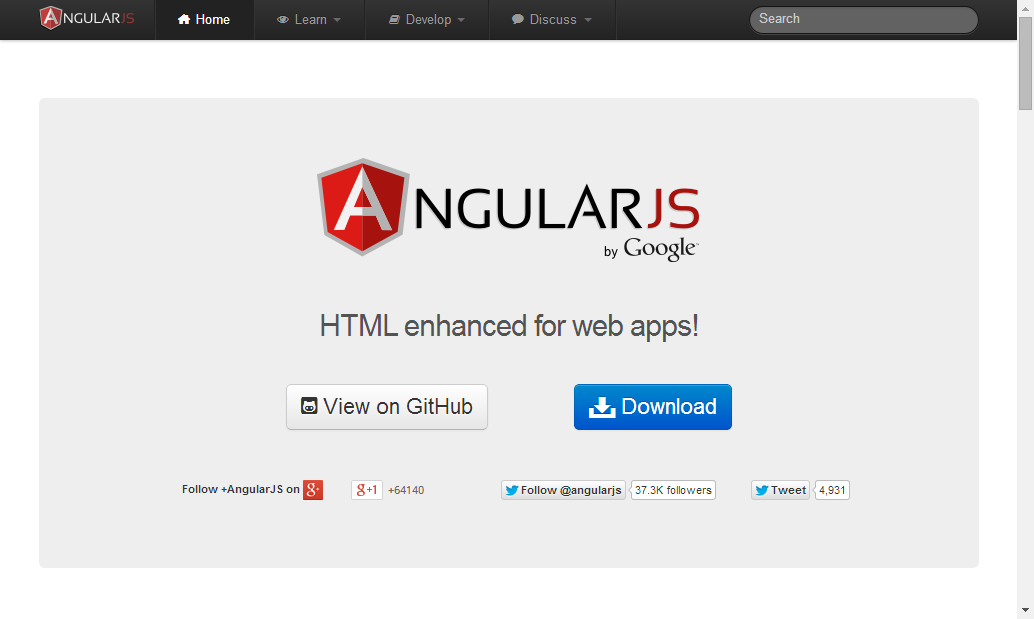 ANGULARJS Home Learn Develop Discuss Search
ANGULARJS
by Google
HTML enhanced for web apps!
View on GitHub Download
Follow +AngularJS on g+ g+1 +64140 Follow @angularjs 37.3K followers Tweet 4,931